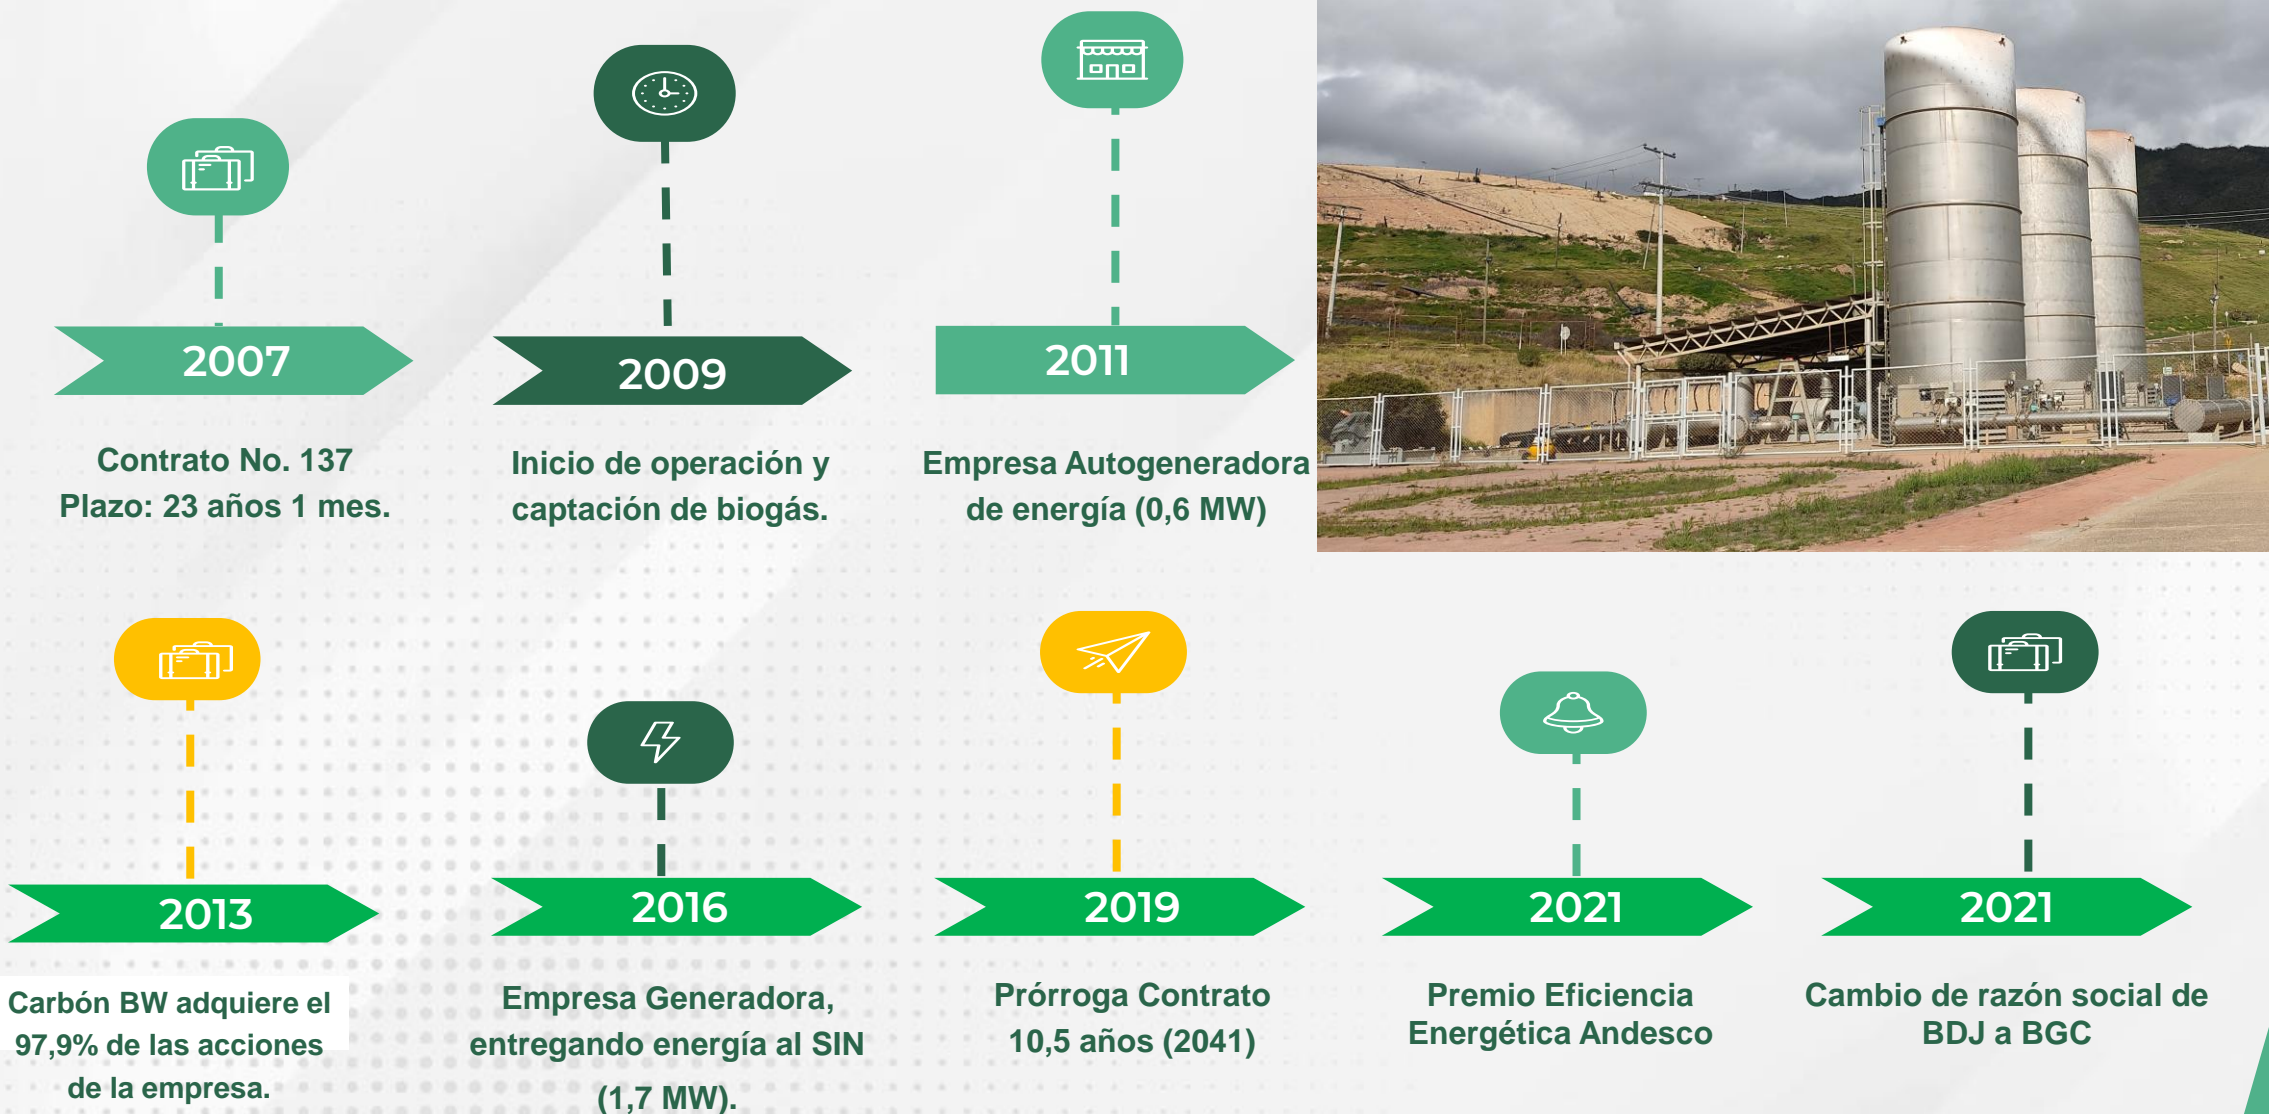 2007
Contrato No. 137
Plazo: 23 años 1 mes.
2009
Inicio de operación y
captación de biogás.
2011
Empresa Autogeneradora
de energía (0,6 MW)
2013
Carbón BW adquiere el
97,9% de las acciones
de la empresa.
2016
Empresa Generadora,
entregando energía al SIN
(1,7 MW).
2019
Prórroga Contrato
10,5 años (2041)
2021
Premio Eficiencia
Energética Andesco
2021
Cambio de razón social de
BDJ a BGC